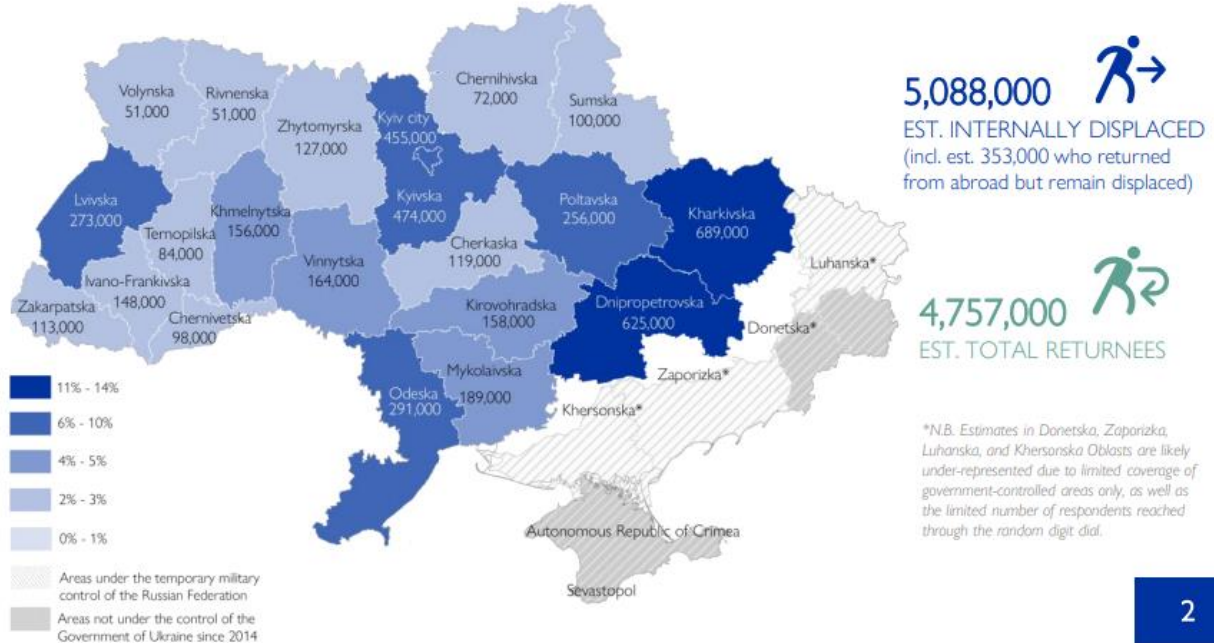 Volynska
51,000
Rivnenska
51,000
Zhytomyrska
127,000
Kyiv city
455,000
Chernihivska
72,000
Sumska
100,000
Lvivska
273,000
Ternopilska
84,000
Khmelnytska
156,000
Kyivska
474,000
Poltavska
256,000
Kharkivska
689,000
Cherkaska
119,000
Vinnytska
164,000
Ivano-Frankivska
148,000
Zakarpatska
113,000
Chernivetska
98,000
Kirovohradska
158,000
Dnipropetrovska
625,000
Luhanska*
Donetska*
Zaporizka*
Mykolaivska
189,000
Odeska
291,000
Khersonska*
Autonomous Republic of Crimea
Sevastopol
11% - 14%
6% - 10%
4% - 5%
2% - 3%
0% - 1%
Areas under the temporary military
control of the Russian Federation
Areas not under the control of the
Government of Ukraine since 2014
5,088,000
EST. INTERNALLY DISPLACED
(incl. est. 353,000 who returned
from abroad but remain displaced)
4,757,000
EST. TOTAL RETURNEES
*N.B. Estimates in Donetska, Zaporizka,
Luhanska, and Khersonska Oblasts are likely
under-represented due to limited coverage of
government-controlled areas only, as well as
the limited number of respondents reached
through the random digit dial.
2